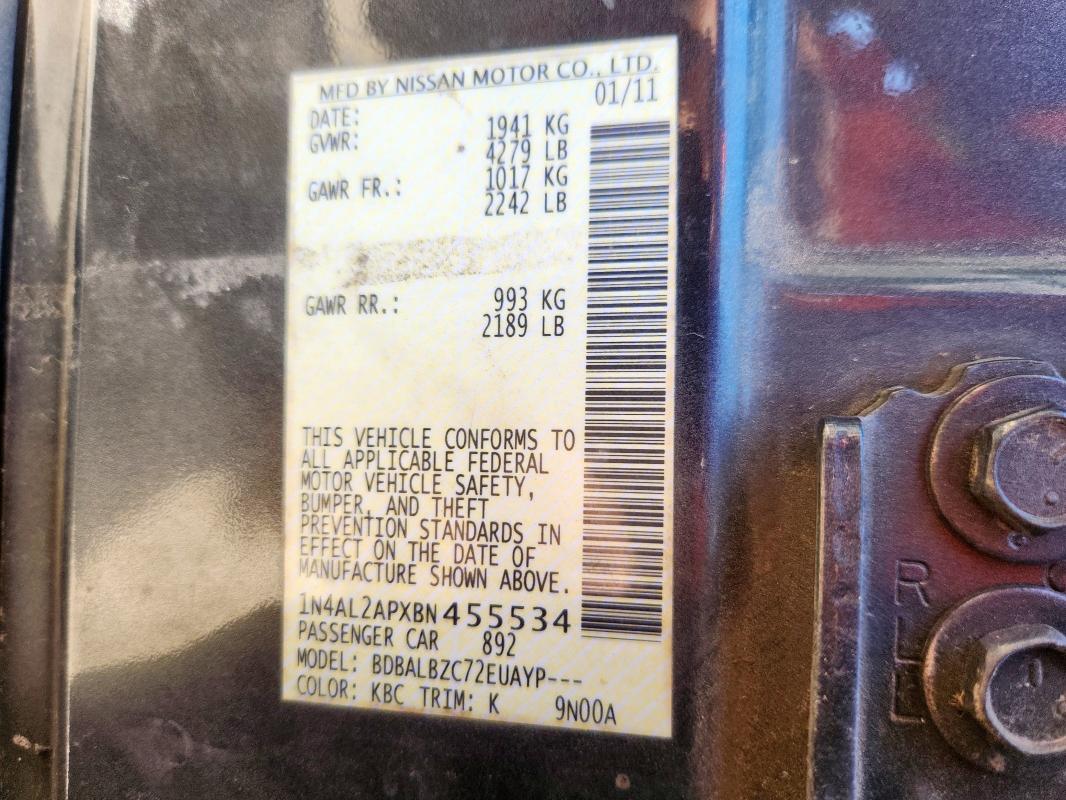 MFD BY NISSAN MOTOR CO., LTD.
DATE: 01/11
GVWR: 1941 KG
4279 LB
GAWR FR.: 1017 KG
2242 LB
GAWR RR.: 993 KG
2189 LB
THIS VEHICLE CONFORMS TO
ALL APPLICABLE FEDERAL
MOTOR VEHICLE SAFETY,
BUMPER, AND THEFT
PREVENTION STANDARDS IN
EFFECT ON THE DATE OF
MANUFACTURE SHOWN ABOVE.
1N4AL2APXBN455534
PASSENGER CAR 892
MODEL: BDBALBZC72EUAYP---
COLOR: KBC TRIM: K 9N00A
R
L